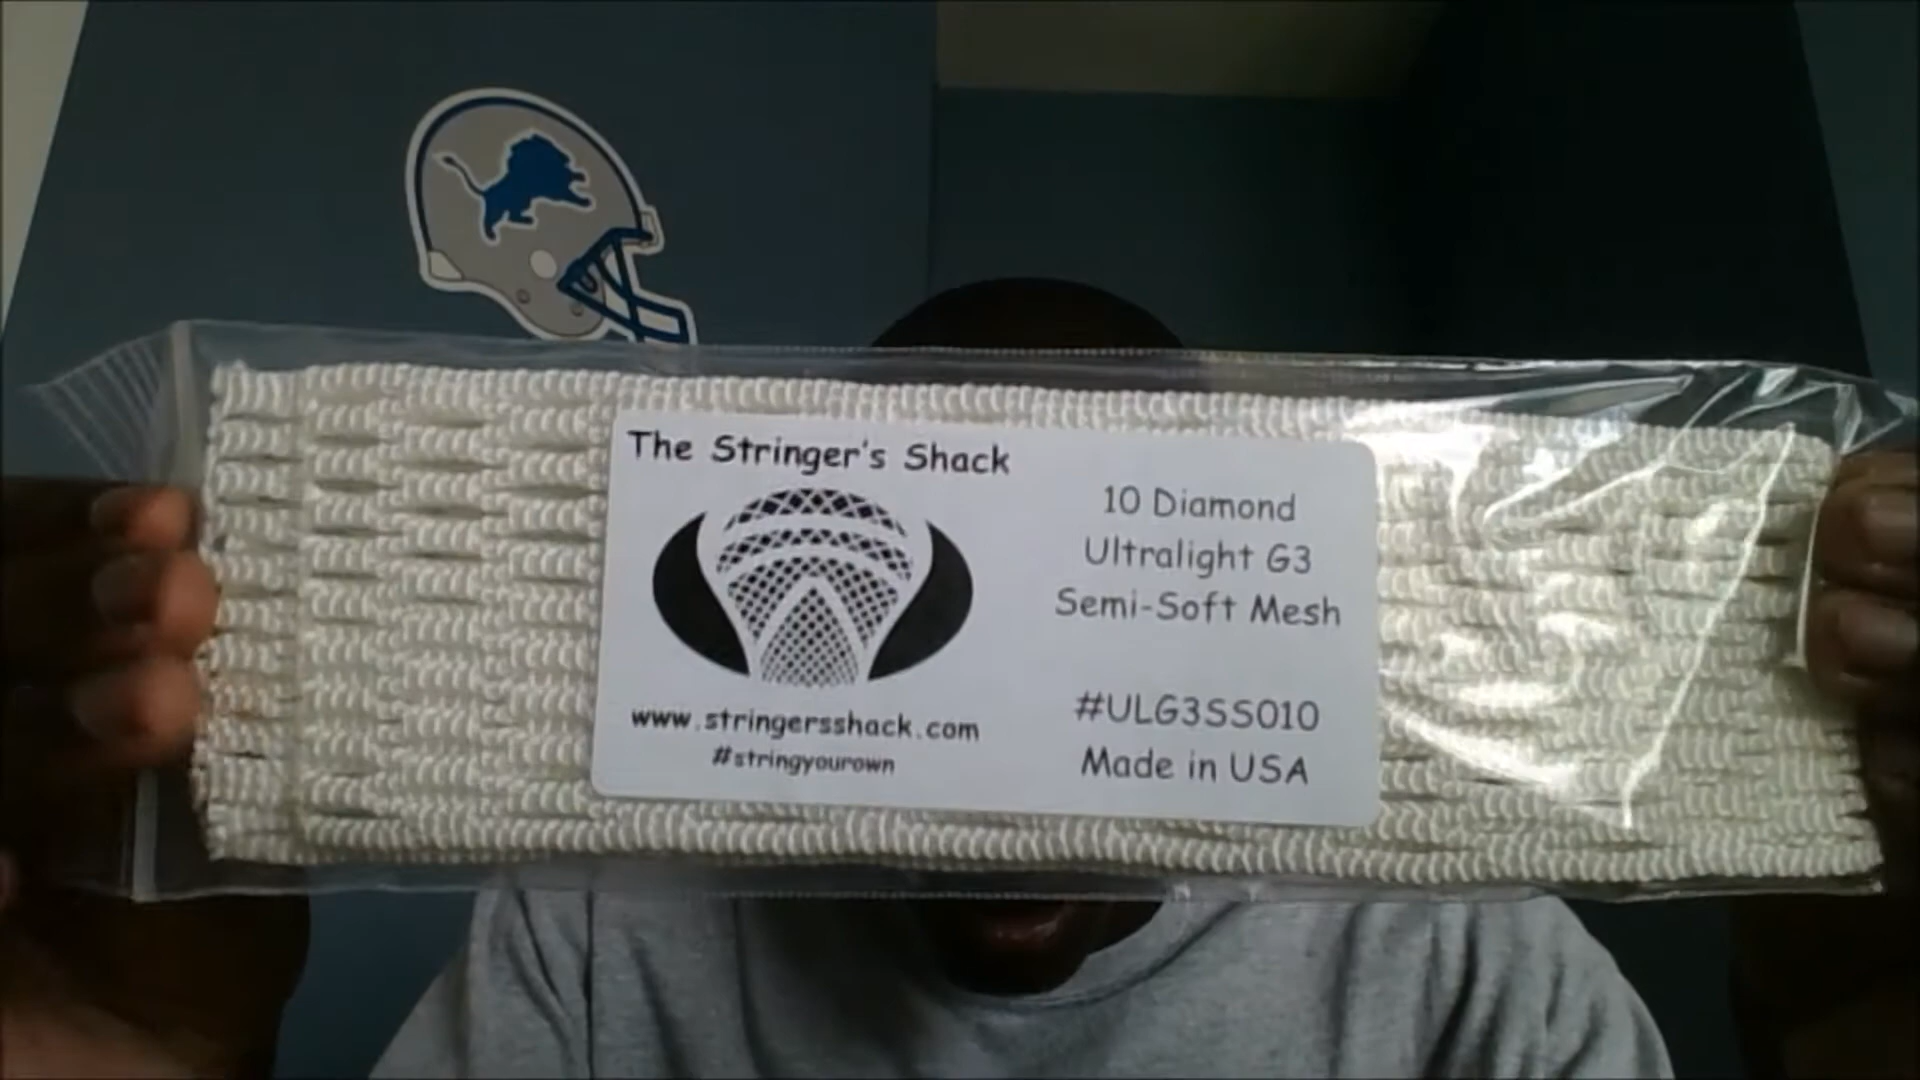 The Stringer's Shack
www.stringersshack.com
#stringyourown
10 Diamond
Ultralight G3
Semi-Soft Mesh
#ULG3SS010
Made in USA